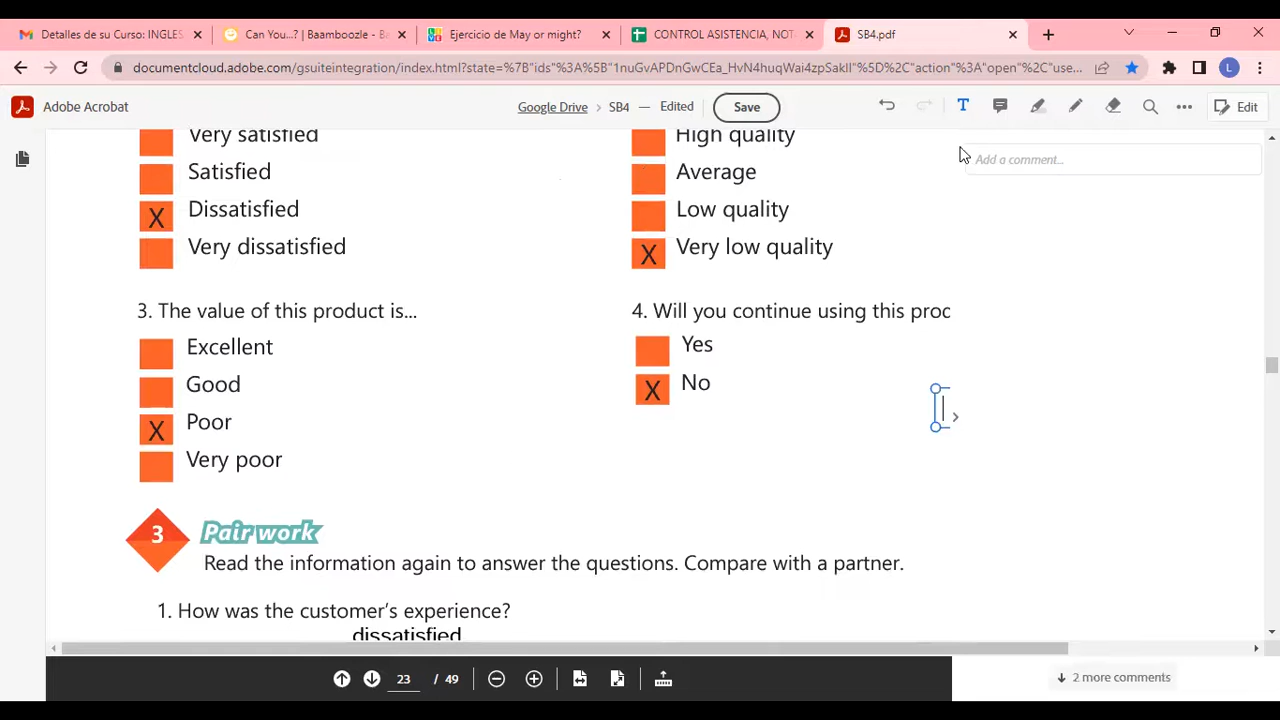 Detalles de su Curso: INGLES
Can You...? | Baamboozle - Ba
LIVE Ejercicio de May or might?
CONTROL ASISTENCIA, NOT
SB4.pdf
documentcloud.adobe.com/gsuiteintegration/index.html?state=%7B"ids"%3A%5B"1nuGvAPDnGwCEa_HvN4huqWai4zpSakIl"%5D%2C"action"%3A"open"%2C"use...
L
Adobe Acrobat
Google Drive > SB4 — Edited
Save
T
Edit
Add a comment...
Very satisfied
Satisfied
X Dissatisfied
Very dissatisfied
High quality
Average
Low quality
X Very low quality
3. The value of this product is...
Excellent
Good
X Poor
Very poor
4. Will you continue using this proc
Yes
X No
3 Pair work
Read the information again to answer the questions. Compare with a partner.
1. How was the customer's experience?
dissatisfied
23 / 49
2 more comments